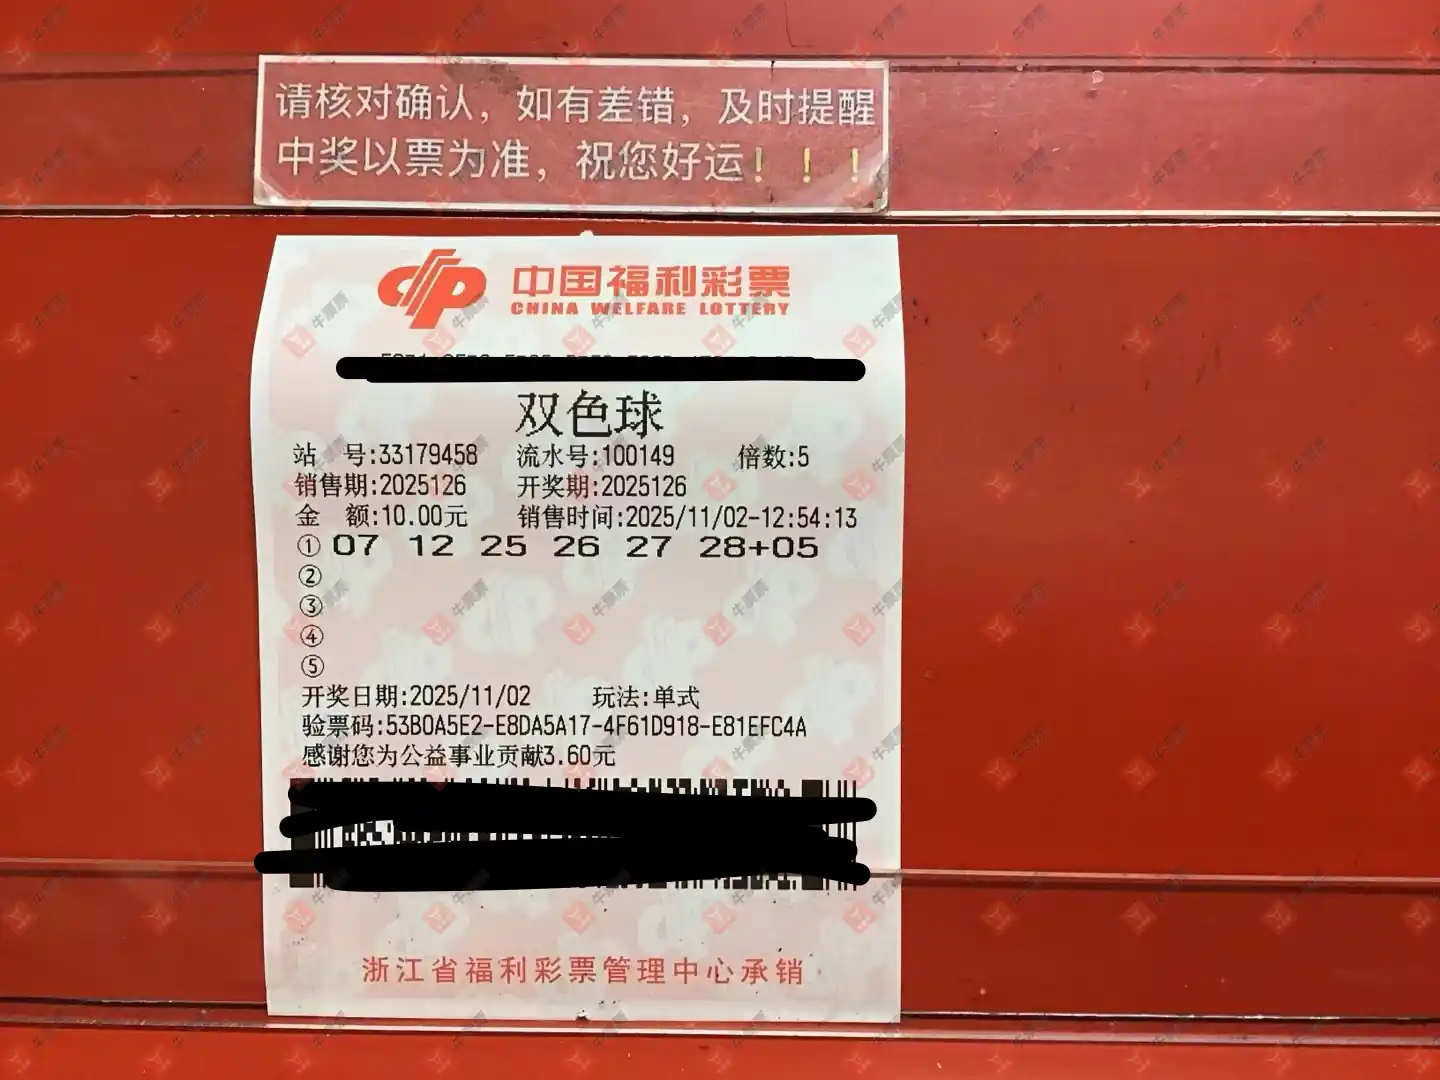 请核对确认，如有差错，及时提醒
中奖以票为准，祝您好运！！！
中国福利彩票
CHINA WELFARE LOTTERY
双色球
站 号:33179458 流水号:100149 倍数:5
销售期:2025126 开奖期:2025126
金 额:10.00元 销售时间:2025/11/02-12:54:13
① 07 12 25 26 27 28+05
②
③
④
⑤
开奖日期:2025/11/02 玩法:单式
验票码:53B0A5E2-E8DA5A17-4F61D918-E81EFC4A
感谢您为公益事业贡献3.60元
浙江省福利彩票管理中心承销